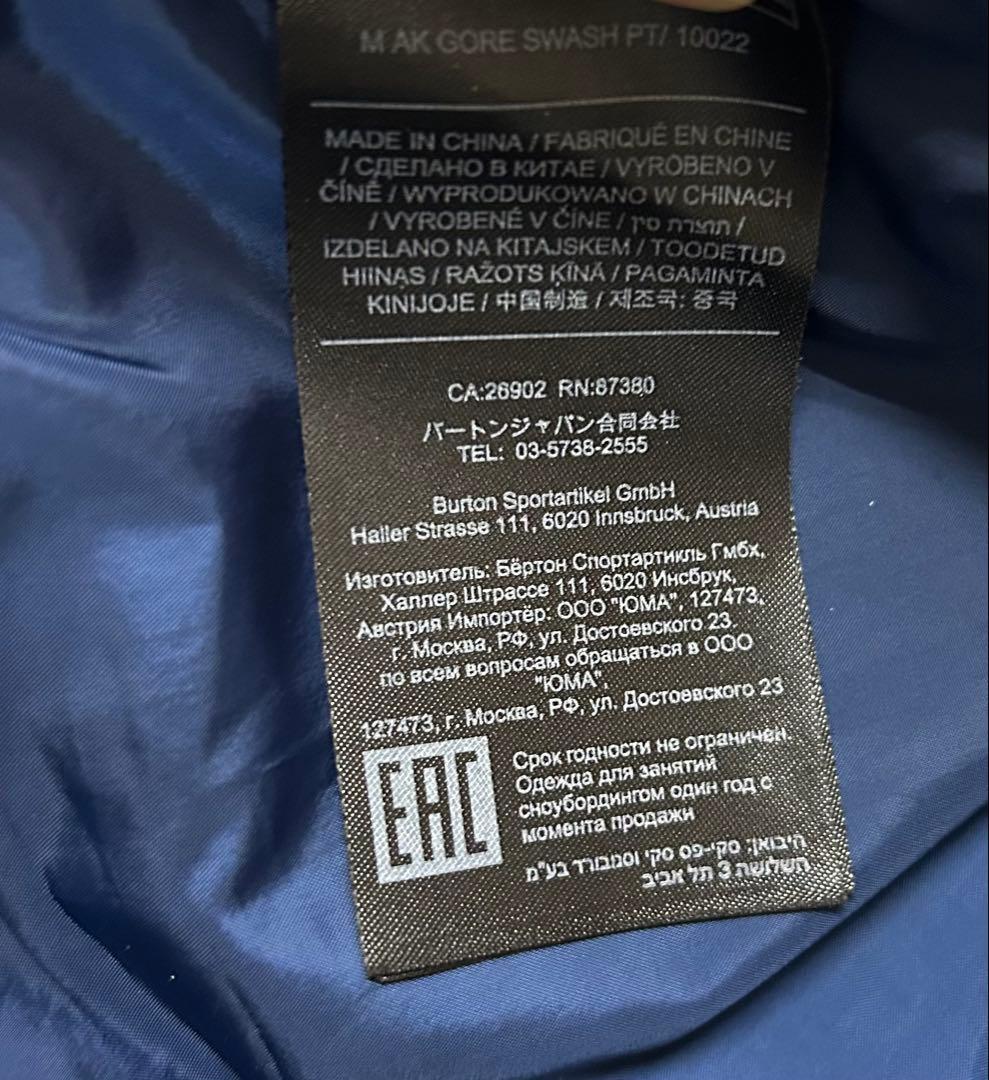 M AK GORE SWASH PT/ 10022
MADE IN CHINA / FABRIQUÉ EN CHINE
/ СДЕЛАНО В КИТАЕ / VYROBENO V
ČÍNĚ / WYPRODUKOWANO W CHINACH
/ VYROBENÉ V ČÍNE / תוצרת סין /
IZDELANO NA KITAJSKEM / TOODETUD
HIINAS / RAŽOTS ĶĪNĀ / PAGAMINTA
KINIJOJE / 中国制造 / 제조국: 중국
CA:26902 RN:87380
バートンジャパン合同会社
TEL: 03-5738-2555
Burton Sportartikel GmbH
Haller Strasse 111, 6020 Innsbruck, Austria
Изготовитель: Бёртон Спортартикль Гмбх,
Халлер Штрассе 111, 6020 Инсбрук,
Австрия Импортёр: ООО "ЮМА", 127473,
г. Москва, РФ, ул. Достоевского 23.
по всем вопросам обращаться в ООО
"ЮМА",
127473, г. Москва, РФ, ул. Достоевского 23
EAC
Срок годности не ограничен.
Одежда для занятий
сноубордингом один год с
момента продажи
היבואן: סקי-פס סקי וסנבורד בע"מ
השלושה 3 תל אביב